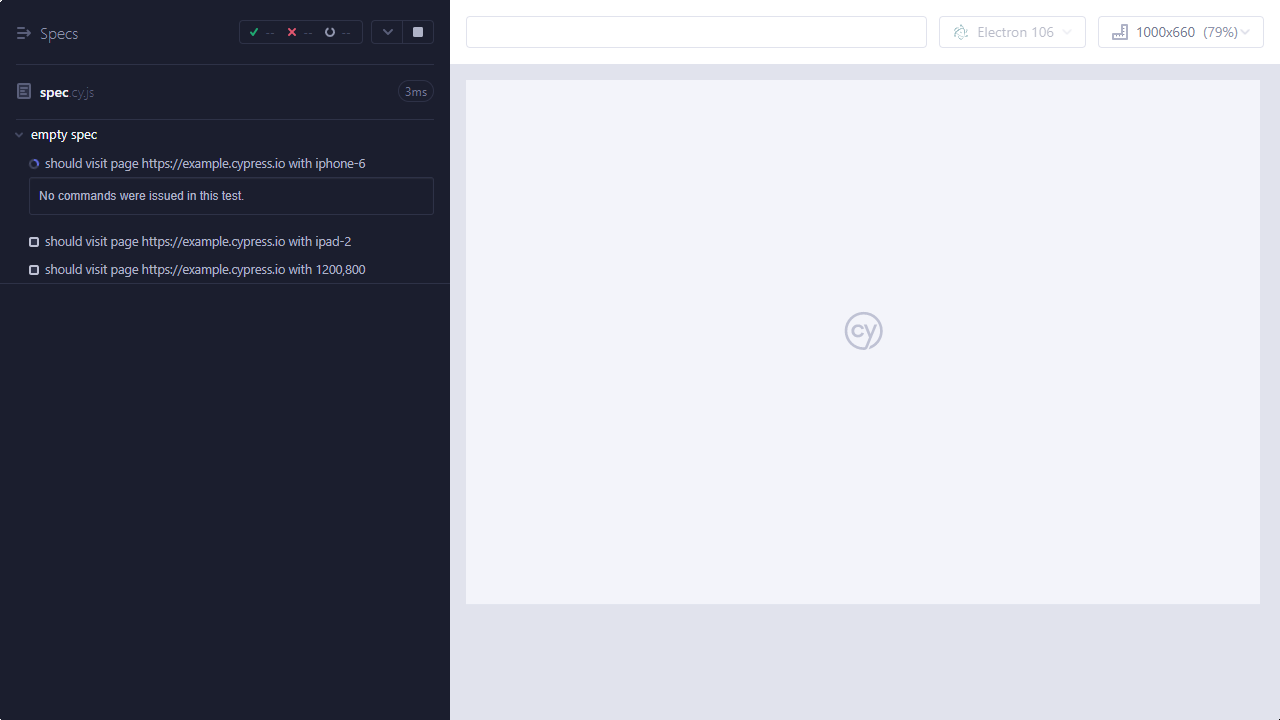 Specs -- -- --
spec.cy.js 3ms
empty spec
should visit page https://example.cypress.io with iphone-6
No commands were issued in this test.
should visit page https://example.cypress.io with ipad-2
should visit page https://example.cypress.io with 1200,800
Electron 106
1000x660 (79%)
cy